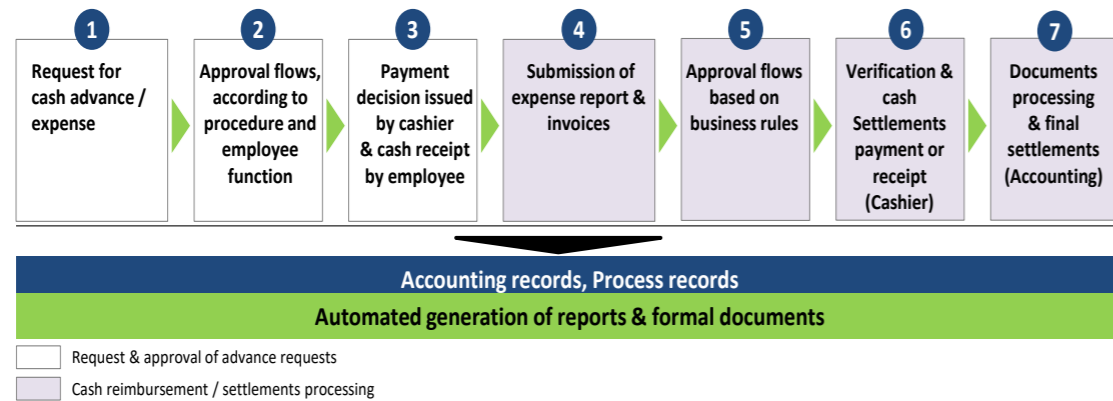 1
Request for
cash advance /
expense
2
Approval flows,
according to
procedure and
employee
function
3
Payment
decision issued
by cashier
& cash receipt
by employee
4
Submission of
expense report &
invoices
5
Approval flows
based on
business rules
6
Verification &
cash
Settlements
payment or
receipt
(Cashier)
7
Documents
processing
& final
settlements
(Accounting)
Accounting records, Process records
Automated generation of reports & formal documents
Request & approval of advance requests
Cash reimbursement / settlements processing